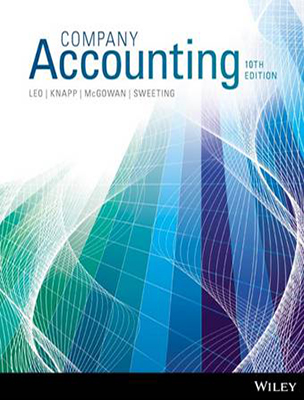 COMPANY
Accounting
10TH
EDITION
LEO | KNAPP | McGOWAN | SWEETING
WILEY